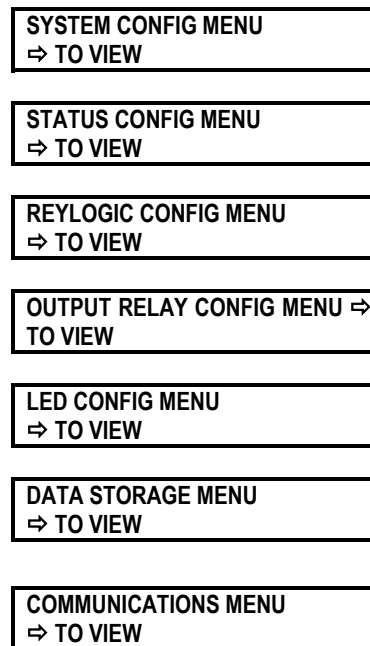 SYSTEM CONFIG MENU
⇨ TO VIEW
STATUS CONFIG MENU
⇨ TO VIEW
REYLOGIC CONFIG MENU
⇨ TO VIEW
OUTPUT RELAY CONFIG MENU ⇨
TO VIEW
LED CONFIG MENU
⇨ TO VIEW
DATA STORAGE MENU
⇨ TO VIEW
COMMUNICATIONS MENU
⇨ TO VIEW